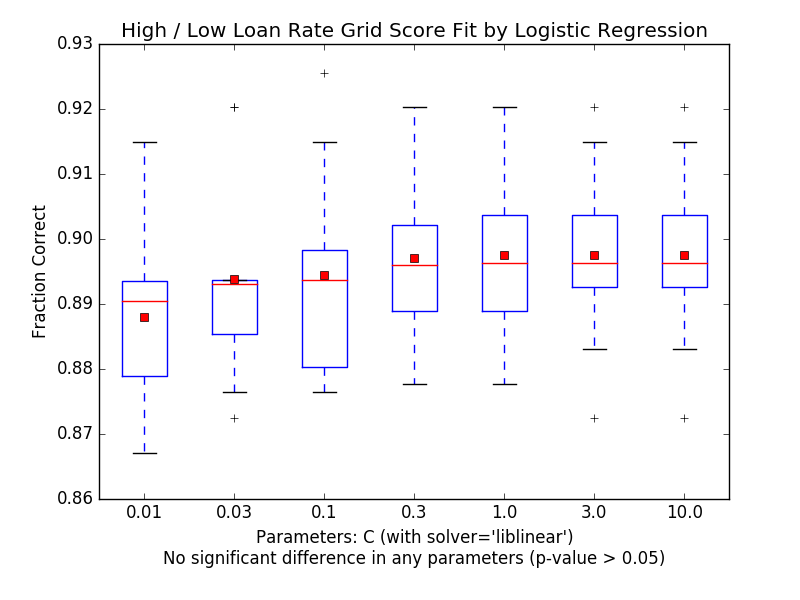 High / Low Loan Rate Grid Score Fit by Logistic Regression
0.93
0.92
0.91
0.90
0.89
0.88
0.87
0.86
Fraction Correct
0.01 0.03 0.1 0.3 1.0 3.0 10.0
Parameters: C (with solver='liblinear')
No significant difference in any parameters (p-value > 0.05)